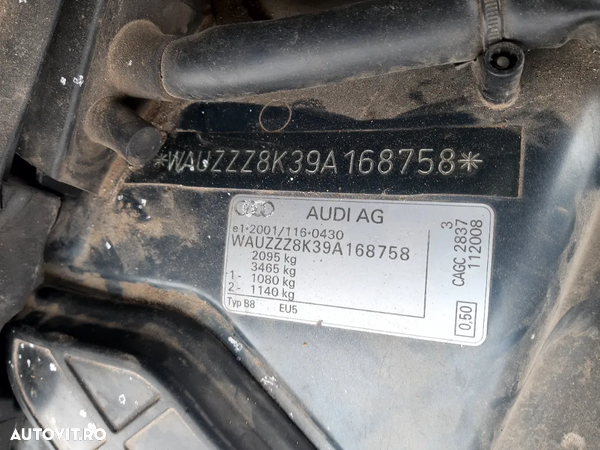 *WAUZZZ8K39A168758*
AUDI AG
e1*2001/116*0430
WAUZZZ8K39A168758
2095 kg
3465 kg
1- 1080 kg
2- 1140 kg
Typ B8 EU5
3
CAGC 2837
112008
0,50
AUTOVIT.RO